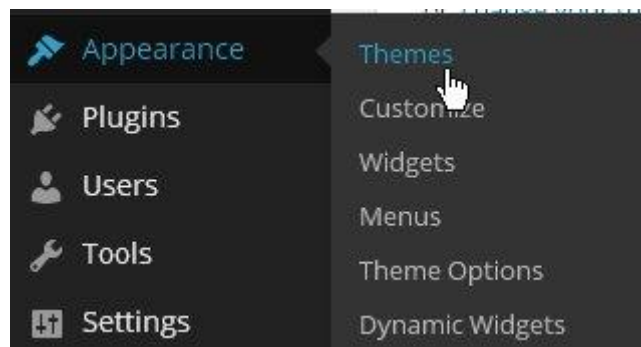 Appearance
Plugins
Users
Tools
Settings
Themes
Customize
Widgets
Menus
Theme Options
Dynamic Widgets